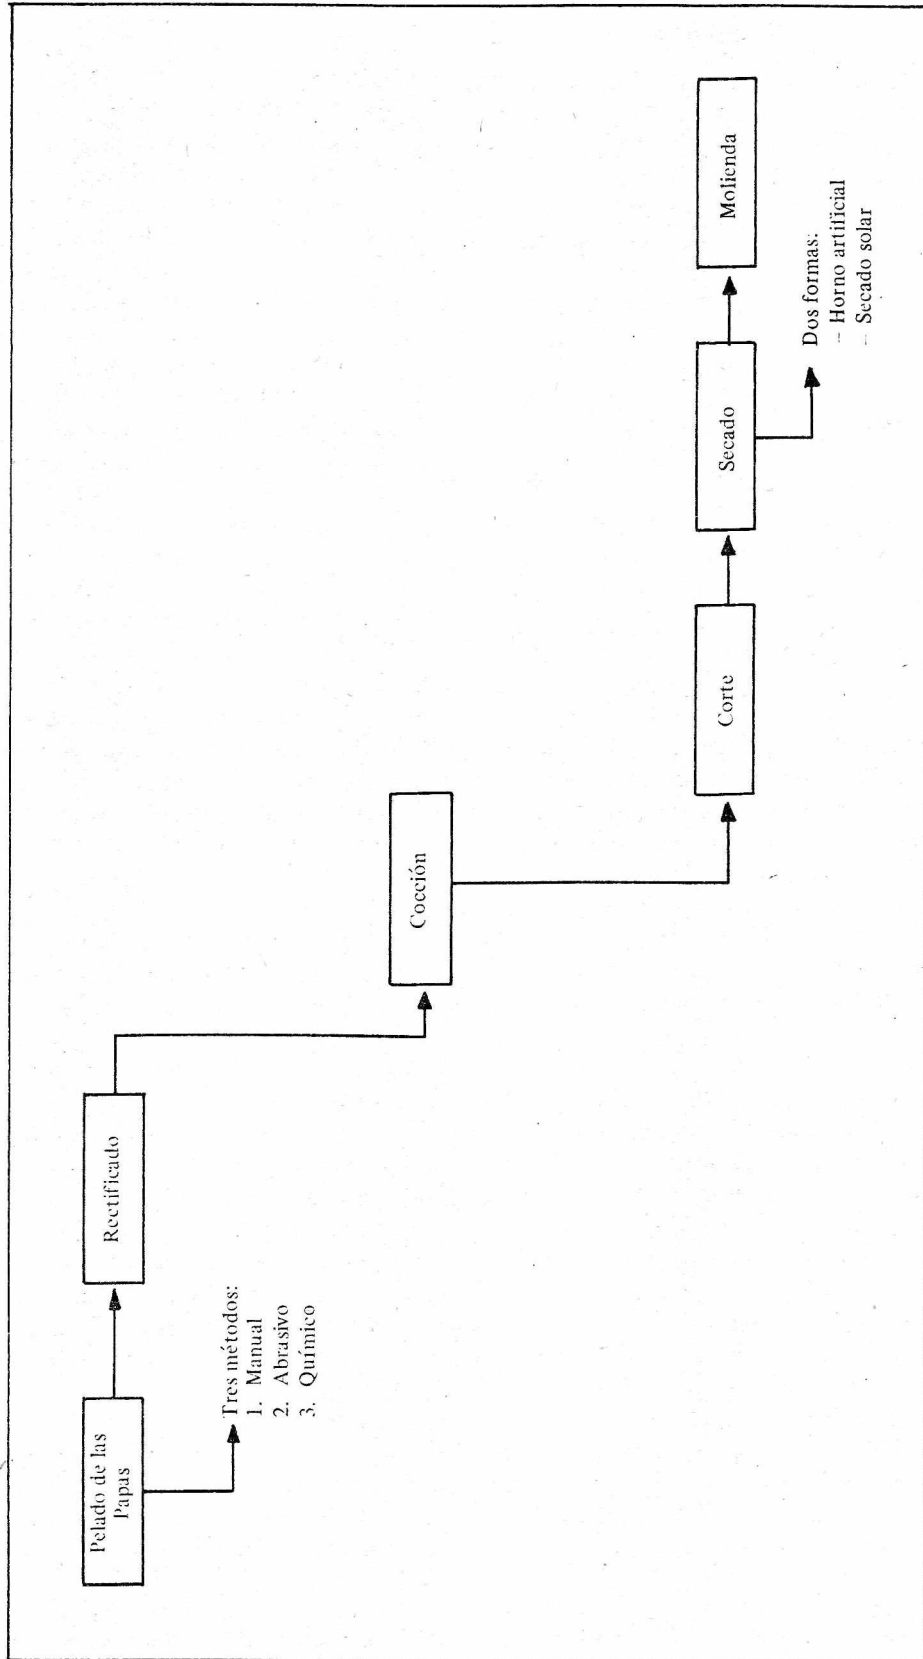 Pelado de las
Papas
Tres métodos:
1. Manual
2. Abrasivo
3. Químico
Rectificado
Cocción
Corte
Secado
Dos formas:
— Horno artificial
— Secado solar
Molienda